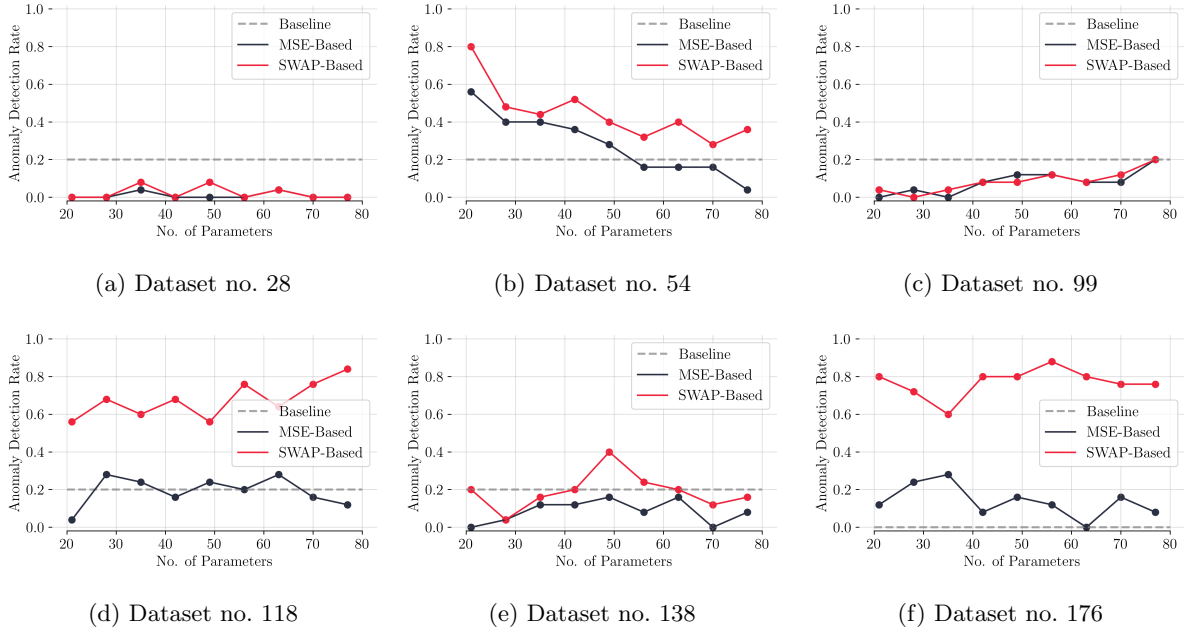 1.0
0.8
0.6
0.4
0.2
0.0
Anomaly Detection Rate
20 30 40 50 60 70 80
No. of Parameters
Baseline
MSE-Based
SWAP-Based
(a) Dataset no. 28
1.0
0.8
0.6
0.4
0.2
0.0
Anomaly Detection Rate
20 30 40 50 60 70 80
No. of Parameters
Baseline
MSE-Based
SWAP-Based
(b) Dataset no. 54
1.0
0.8
0.6
0.4
0.2
0.0
Anomaly Detection Rate
20 30 40 50 60 70 80
No. of Parameters
Baseline
MSE-Based
SWAP-Based
(c) Dataset no. 99
1.0
0.8
0.6
0.4
0.2
0.0
Anomaly Detection Rate
20 30 40 50 60 70 80
No. of Parameters
Baseline
MSE-Based
SWAP-Based
(d) Dataset no. 118
1.0
0.8
0.6
0.4
0.2
0.0
Anomaly Detection Rate
20 30 40 50 60 70 80
No. of Parameters
Baseline
MSE-Based
SWAP-Based
(e) Dataset no. 138
1.0
0.8
0.6
0.4
0.2
0.0
Anomaly Detection Rate
20 30 40 50 60 70 80
No. of Parameters
Baseline
MSE-Based
SWAP-Based
(f) Dataset no. 176